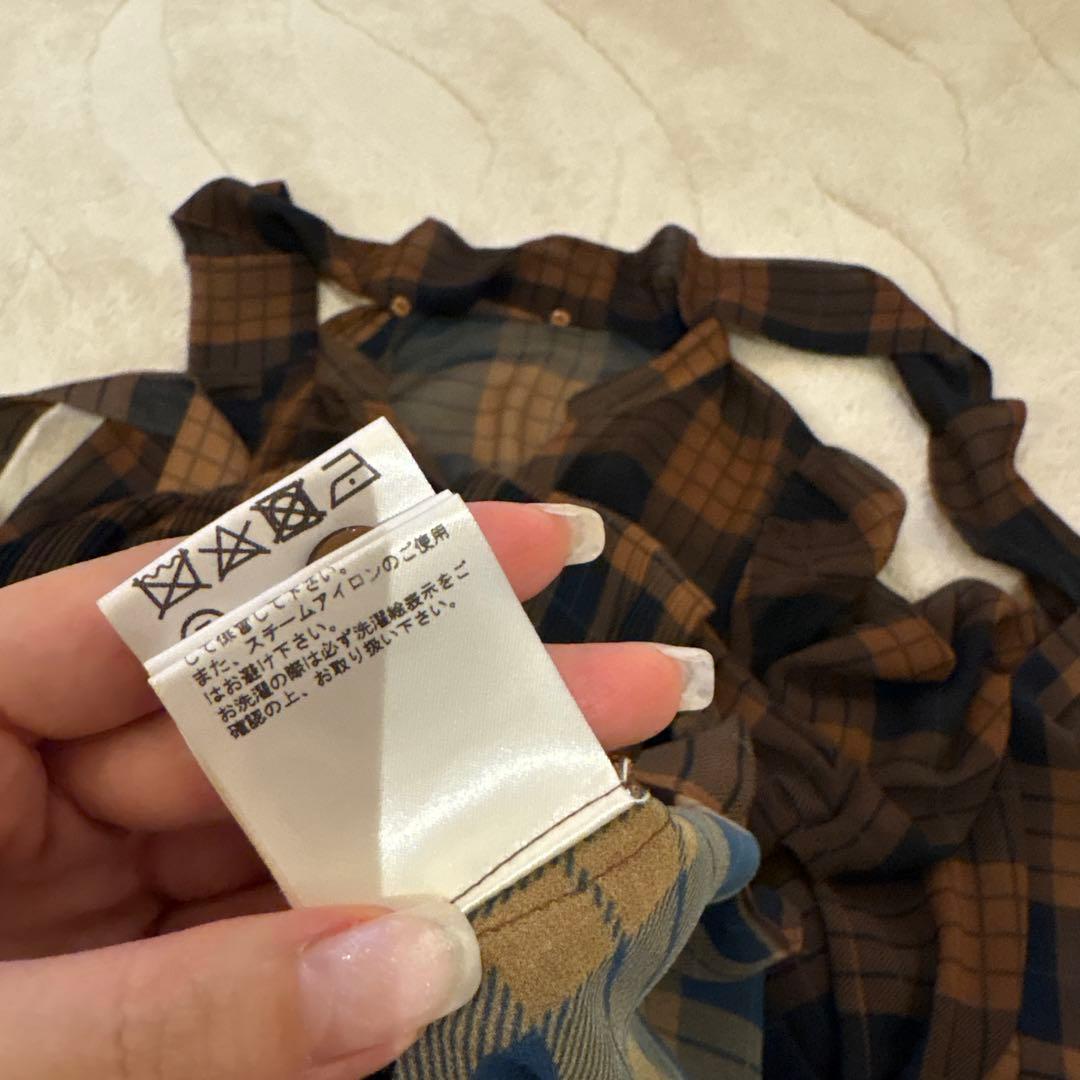 して保管して下さい。
また、スチームアイロンのご使用
はお避け下さい。
お洗濯の際は必ず洗濯絵表示をご
確認の上、お取り扱い下さい。